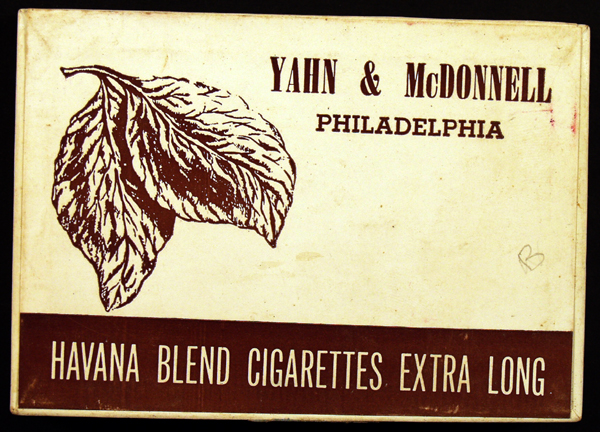 YAHN & McDONNELL
PHILADELPHIA
B
HAVANA BLEND CIGARETTES EXTRA LONG